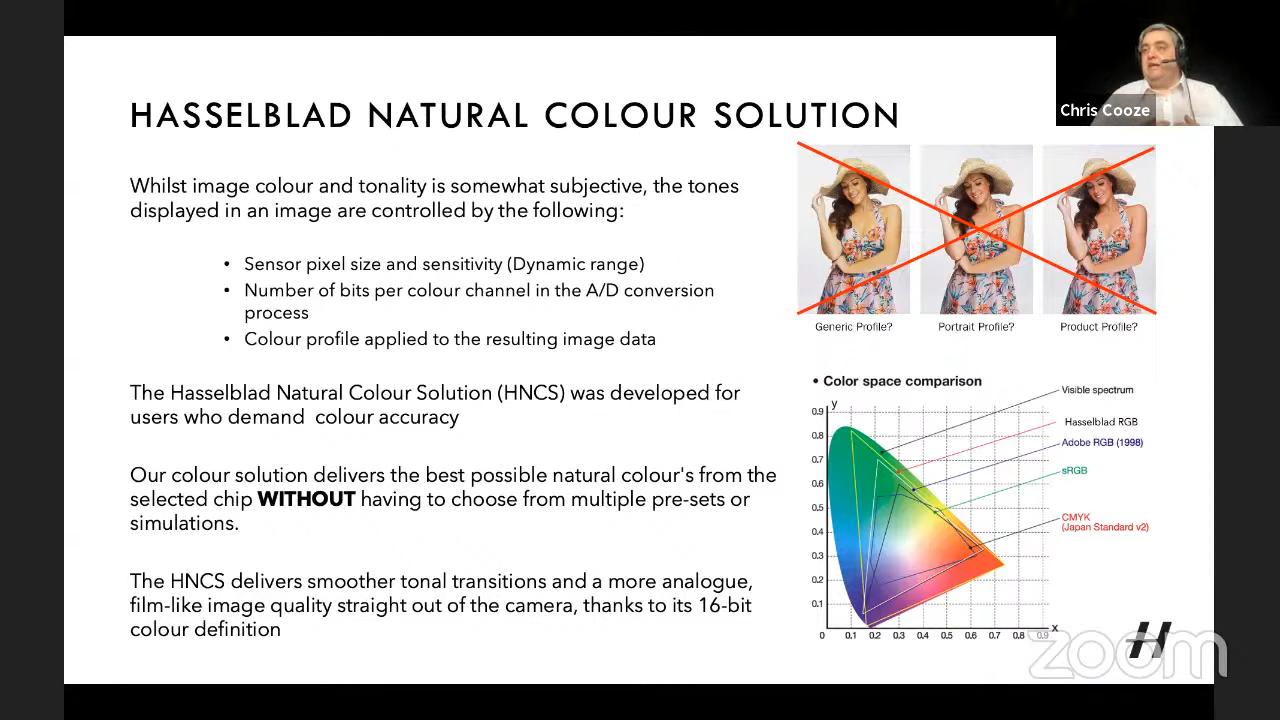 Chris Cooze
HASSELBLAD NATURAL COLOUR SOLUTION
Whilst image colour and tonality is somewhat subjective, the tones
displayed in an image are controlled by the following:
• Sensor pixel size and sensitivity (Dynamic range)
• Number of bits per colour channel in the A/D conversion
process
• Colour profile applied to the resulting image data
The Hasselblad Natural Colour Solution (HNCS) was developed for
users who demand  colour accuracy
Our colour solution delivers the best possible natural colour's from the
selected chip WITHOUT having to choose from multiple pre-sets or
simulations.
The HNCS delivers smoother tonal transitions and a more analogue,
film-like image quality straight out of the camera, thanks to its 16-bit
colour definition
Generic Profile?
Portrait Profile?
Product Profile?
• Color space comparison
Visible spectrum
Hasselblad RGB
Adobe RGB (1998)
sRGB
CMYK
(Japan Standard v2)
y
0.9
0.8
0.7
0.6
0.5
0.4
0.3
0.2
0.1
0 0.1 0.2 0.3 0.4 0.5 0.6 0.7 0.8 0.9 x
H
zoom